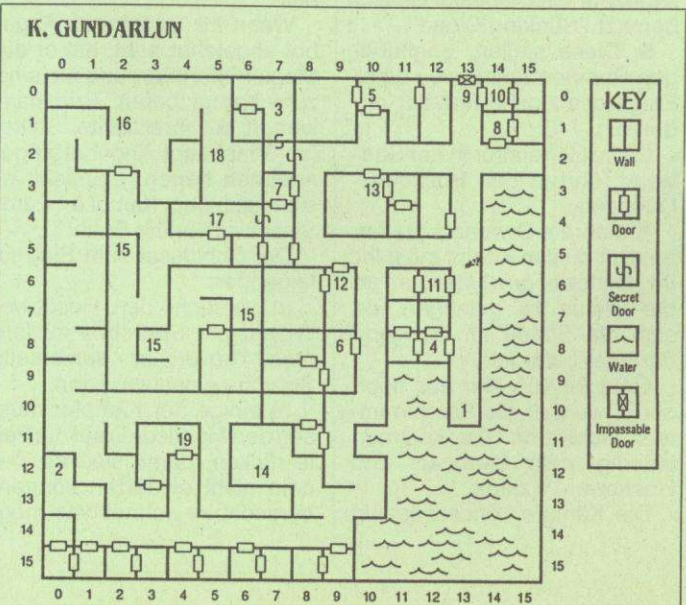 K. GUNDARLUN
0 1 2 3 4 5 6 7 8 9 10 11 12 13 14 15
0 3 5 9 10 0
1 16 8 1
2 18 2
3 7 13 3
4 17 4
5 15 5
6 12 11 6
7 15 7
8 15 6 4 8
9 9
10 10
11 19 11
12 2 14 12
13 13
14 14
15 15
0 1 2 3 4 5 6 7 8 9 10 11 12 13 14 15
KEY
Wall
Door
Secret
Door
Water
Impassable
Door